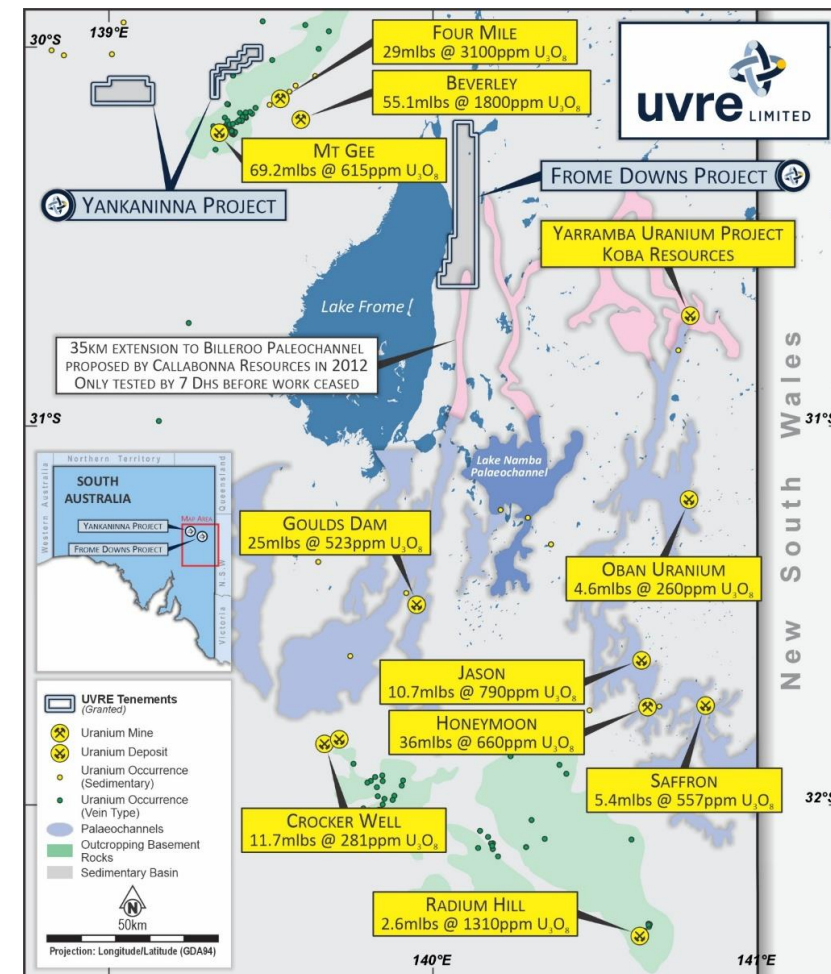 139°E
30°S
FOUR MILE
29mlbs @ 3100ppm U₃O₈
BEVERLEY
55.1mlbs @ 1800ppm U₃O₈
uvre LIMITED
MT GEE
69.2mlbs @ 615ppm U₃O₈
FROME DOWNS PROJECT
YANKANINNA PROJECT
YARRAMBA URANIUM PROJECT
KOBA RESOURCES
Lake Frome
35KM EXTENSION TO BILLEROO PALEOCHANNEL
PROPOSED BY CALLABONNA RESOURCES IN 2012
ONLY TESTED BY 7 DHS BEFORE WORK CEASED
31°S
31°S
New South Wales
Lake Namba
Palaeochannel
Northern Territory
Western Australia
SOUTH
AUSTRALIA
Queensland
MAP AREA
YANKANINNA PROJECT
FROME DOWNS PROJECT
N.S.W
Victoria
GOULDS DAM
25mlbs @ 523ppm U₃O₈
OBAN URANIUM
4.6mlbs @ 260ppm U₃O₈
JASON
10.7mlbs @ 790ppm U₃O₈
HONEYMOON
36mlbs @ 660ppm U₃O₈
SAFFRON
5.4mlbs @ 557ppm U₃O₈
32°S
CROCKER WELL
11.7mlbs @ 281ppm U₃O₈
RADIUM HILL
2.6mlbs @ 1310ppm U₃O₈
UVRE Tenements
(Granted)
Uranium Mine
Uranium Deposit
Uranium Occurrence
(Sedimentary)
Uranium Occurrence
(Vein Type)
Palaeochannels
Outcropping Basement
Rocks
Sedimentary Basin
N
50km
Projection: Longitude/Latitude (GDA94)
140°E
141°E